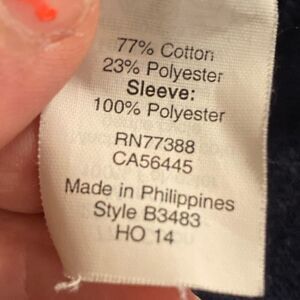 77% Cotton
23% Polyester
Sleeve:
100% Polyester
RN77388
CA56445
Made in Philippines
Style B3483
HO 14